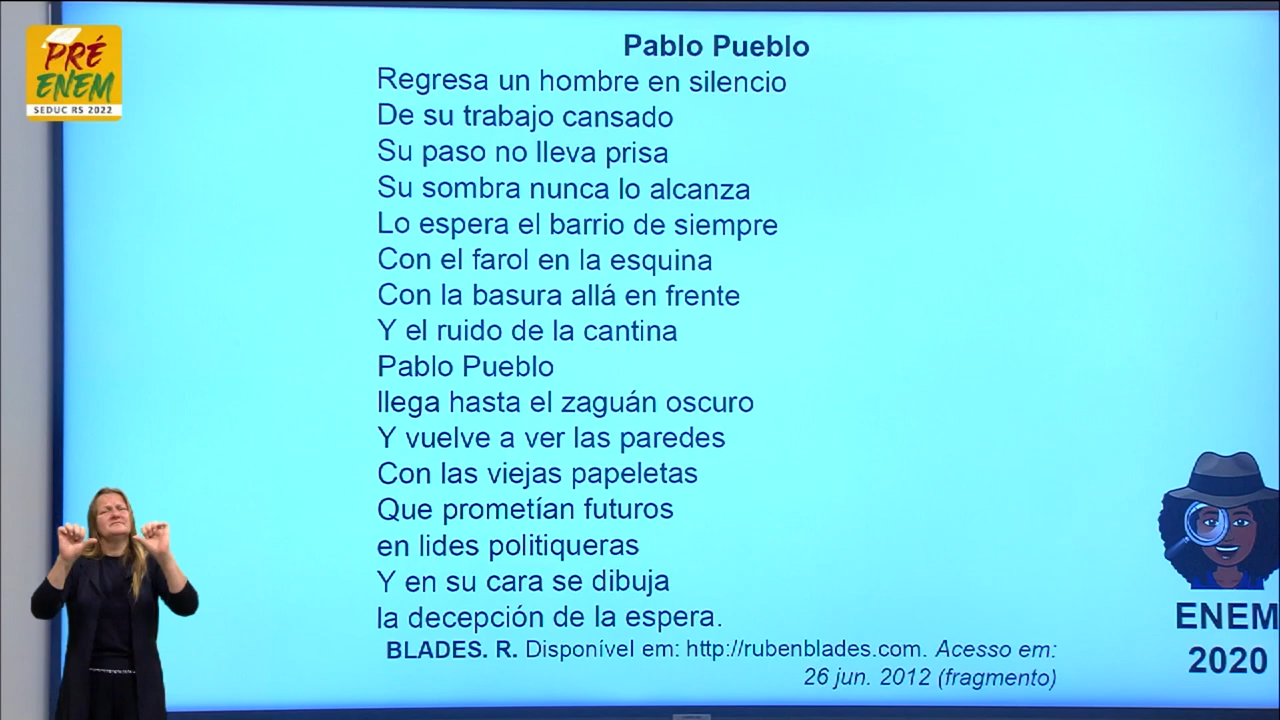 PRÉ
ENEM
SEDUC RS 2022
Pablo Pueblo
Regresa un hombre en silencio
De su trabajo cansado
Su paso no lleva prisa
Su sombra nunca lo alcanza
Lo espera el barrio de siempre
Con el farol en la esquina
Con la basura allá en frente
Y el ruido de la cantina
Pablo Pueblo
llega hasta el zaguán oscuro
Y vuelve a ver las paredes
Con las viejas papeletas
Que prometían futuros
en lides politiqueras
Y en su cara se dibuja
la decepción de la espera.
BLADES. R. Disponível em: http://rubenblades.com. Acesso em:
26 jun. 2012 (fragmento)
ENEM
2020